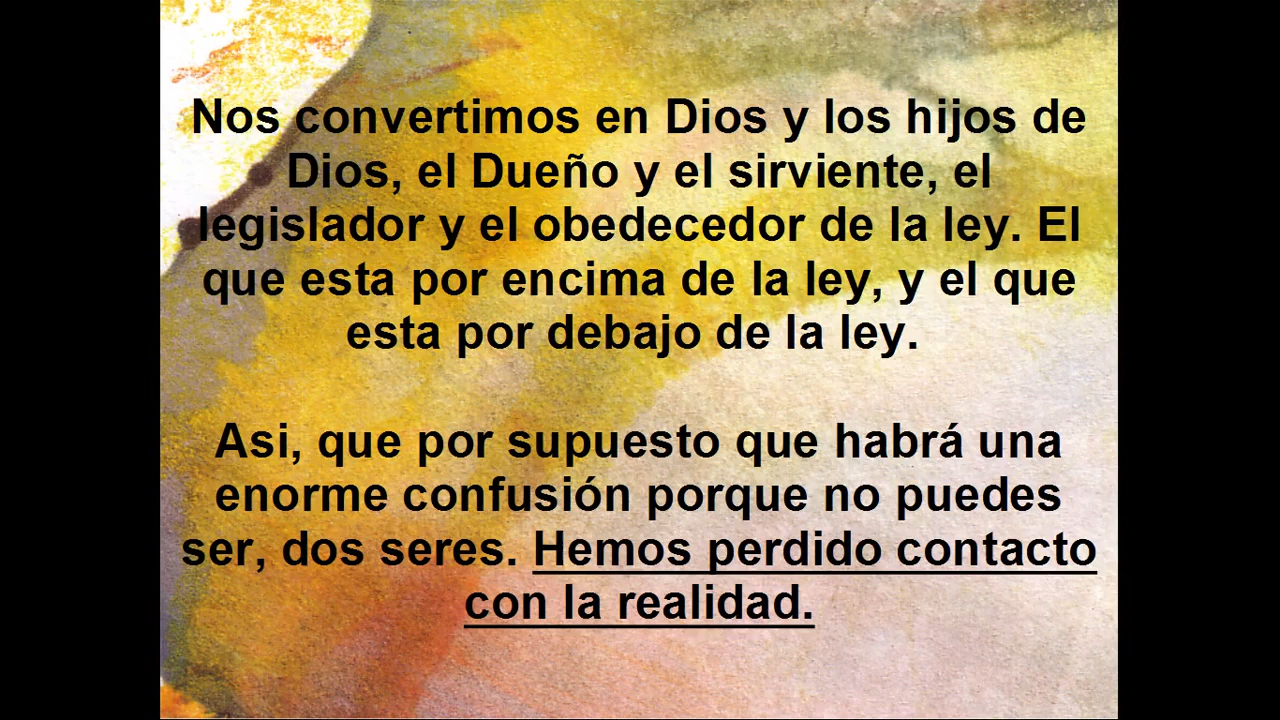 Nos convertimos en Dios y los hijos de
Dios, el Dueño y el sirviente, el
legislador y el obedecedor de la ley. El
que esta por encima de la ley, y el que
esta por debajo de la ley.
Asi, que por supuesto que habrá una
enorme confusión porque no puedes
ser, dos seres. Hemos perdido contacto
con la realidad.